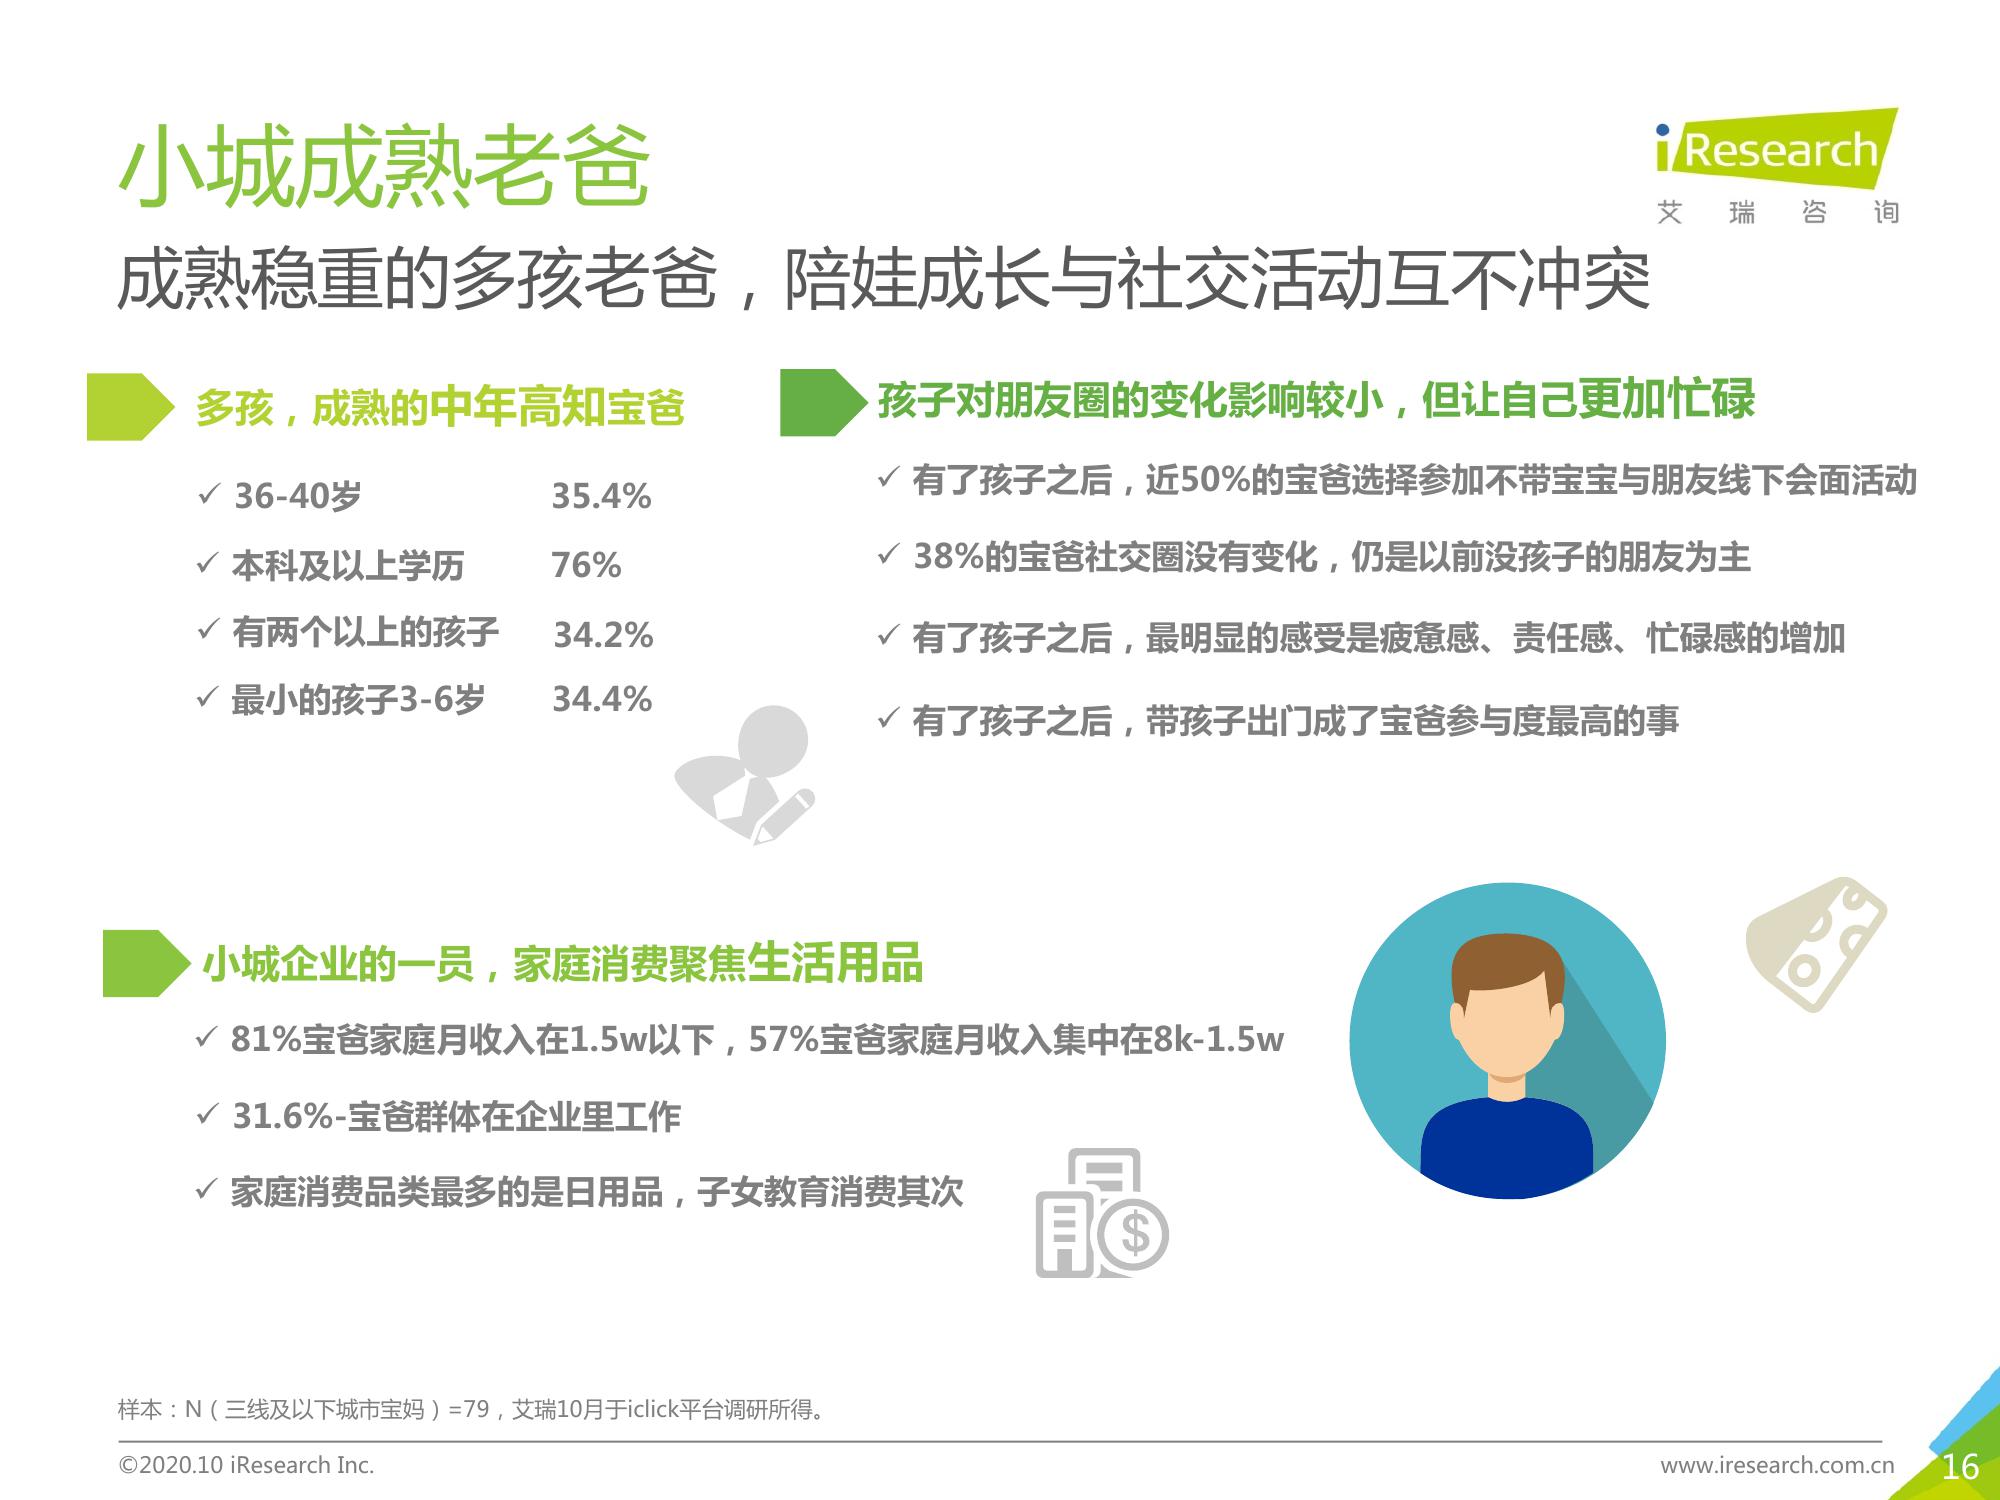 小城成熟老爸
iResearch
艾瑞咨询
成熟稳重的多孩老爸，陪娃成长与社交活动互不冲突
多孩，成熟的中年高知宝爸
✓ 36-40岁 35.4%
✓ 本科及以上学历 76%
✓ 有两个以上的孩子 34.2%
✓ 最小的孩子3-6岁 34.4%
孩子对朋友圈的变化影响较小，但让自己更加忙碌
✓ 有了孩子之后，近50%的宝爸选择参加不带宝宝与朋友线下会面活动
✓ 38%的宝爸社交圈没有变化，仍是以前没孩子的朋友为主
✓ 有了孩子之后，最明显的感受是疲惫感、责任感、忙碌感的增加
✓ 有了孩子之后，带孩子出门成了宝爸参与度最高的事
小城企业的一员，家庭消费聚焦生活用品
✓ 81%宝爸家庭月收入在1.5w以下，57%宝爸家庭月收入集中在8k-1.5w
✓ 31.6%-宝爸群体在企业里工作
✓ 家庭消费品类最多的是日用品，子女教育消费其次
$
样本：N（三线及以下城市宝妈）=79，艾瑞10月于iclick平台调研所得。
©2020.10 iResearch Inc.
www.iresearch.com.cn
16